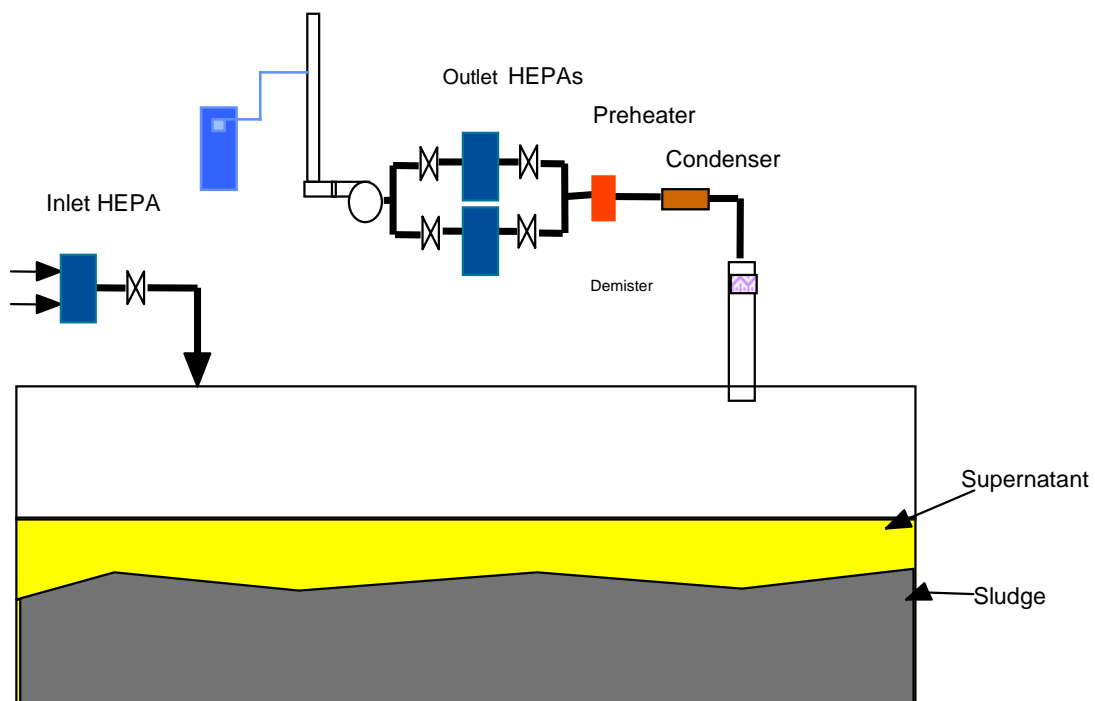 Outlet HEPAs
Preheater
Condenser
Inlet HEPA
Demister
Supernatant
Sludge